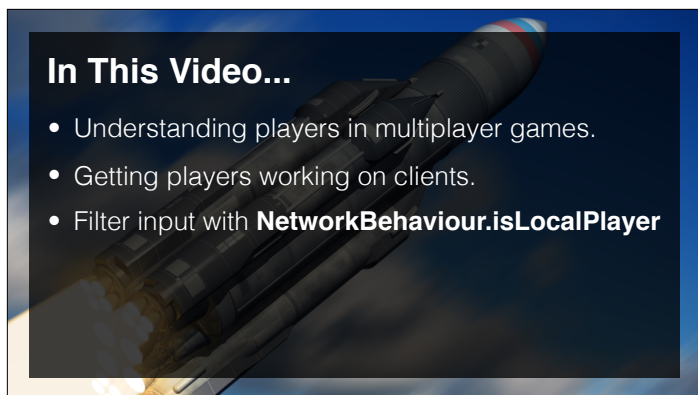 In This Video...
• Understanding players in multiplayer games.
• Getting players working on clients.
• Filter input with NetworkBehaviour.isLocalPlayer